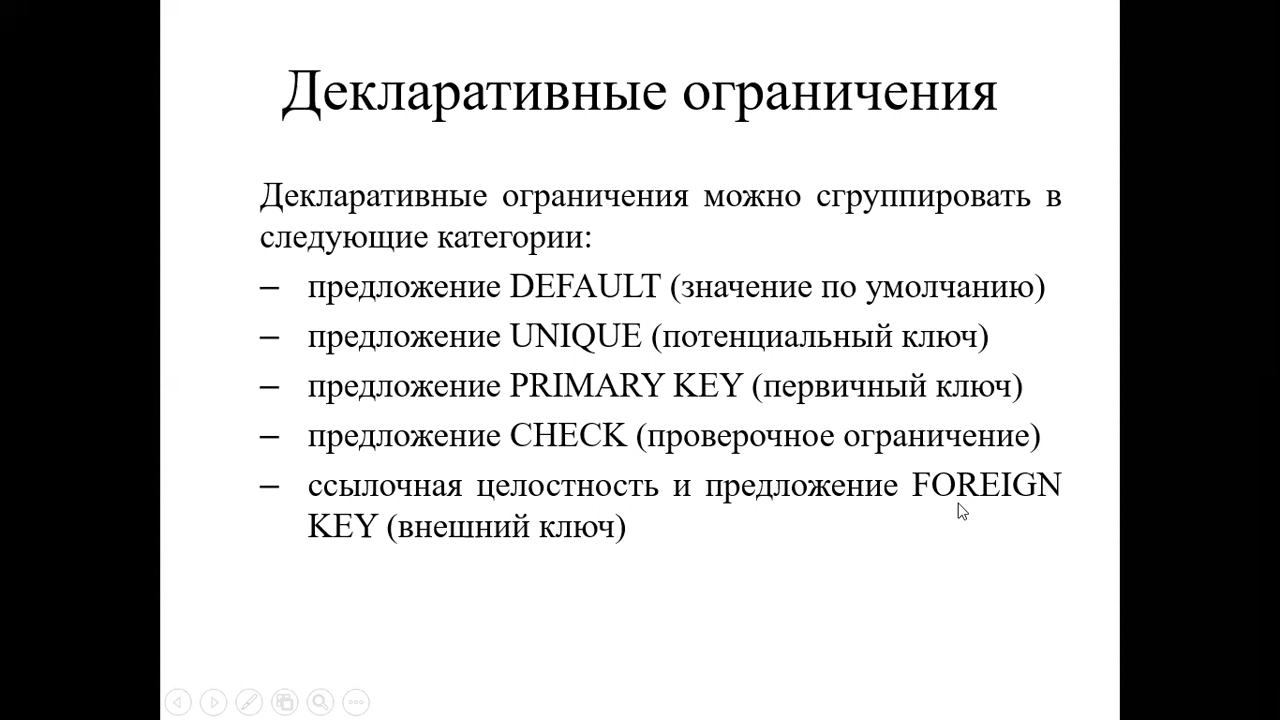 Декларативные ограничения
Декларативные ограничения можно сгруппировать в
следующие категории:
– предложение DEFAULT (значение по умолчанию)
– предложение UNIQUE (потенциальный ключ)
– предложение PRIMARY KEY (первичный ключ)
– предложение CHECK (проверочное ограничение)
– ссылочная целостность и предложение FOREIGN
KEY (внешний ключ)